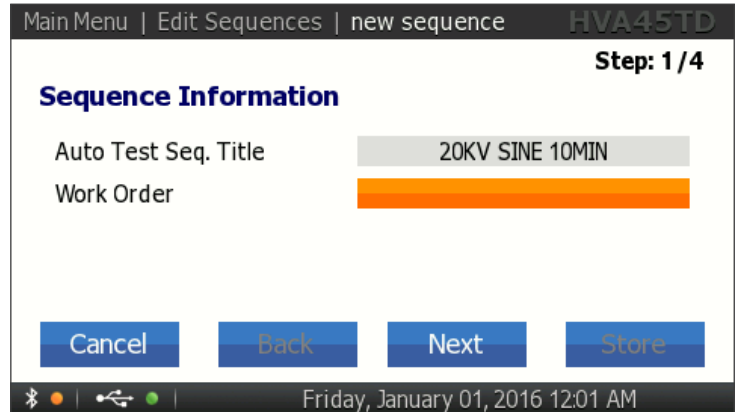 Main Menu | Edit Sequences | new sequence HVA45TD
Step: 1/4
Sequence Information
Auto Test Seq. Title 20KV SINE 10MIN
Work Order
Cancel Back Next Store
Friday, January 01, 2016 12:01 AM